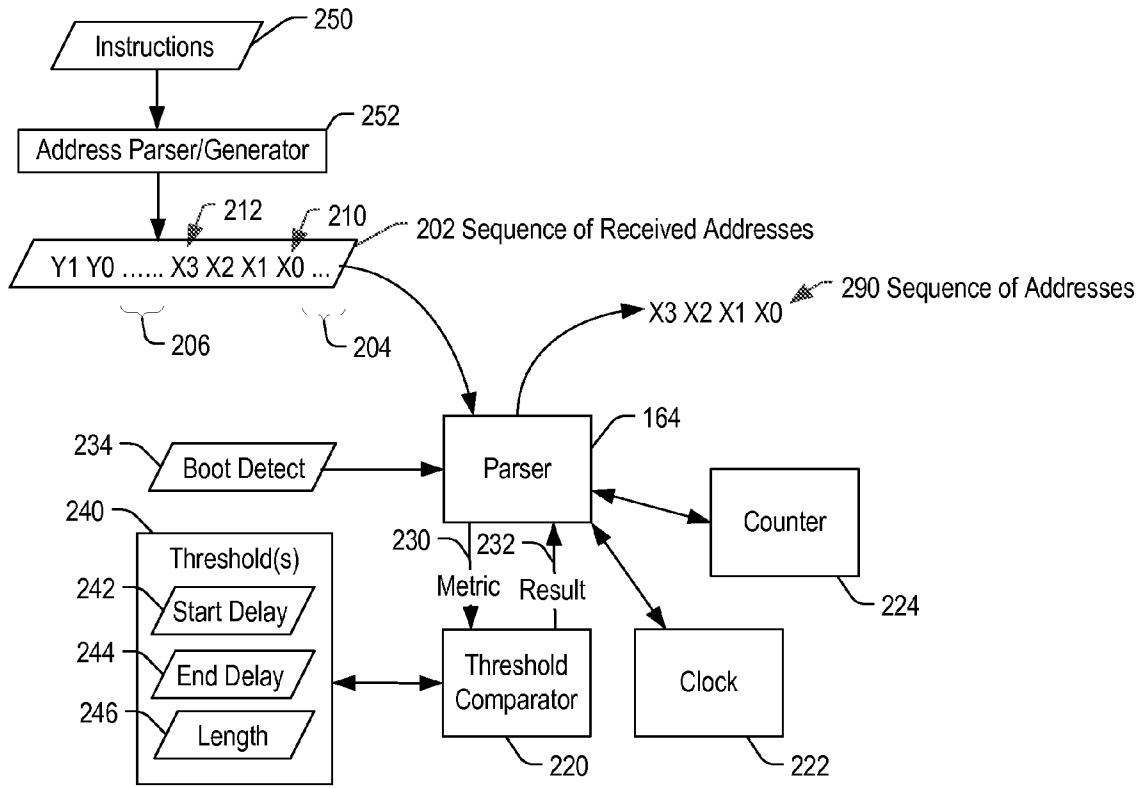 250
Instructions
252
Address Parser/Generator
212
210
202 Sequence of Received Addresses
Y1 Y0 ...... X3 X2 X1 X0 ...
290 Sequence of Addresses
X3 X2 X1 X0
206
204
164
234
Boot Detect
Parser
240
230
232
Counter
Threshold(s)
242
Metric
Result
224
Start Delay
244
End Delay
Threshold
Comparator
Clock
246
Length
220
222